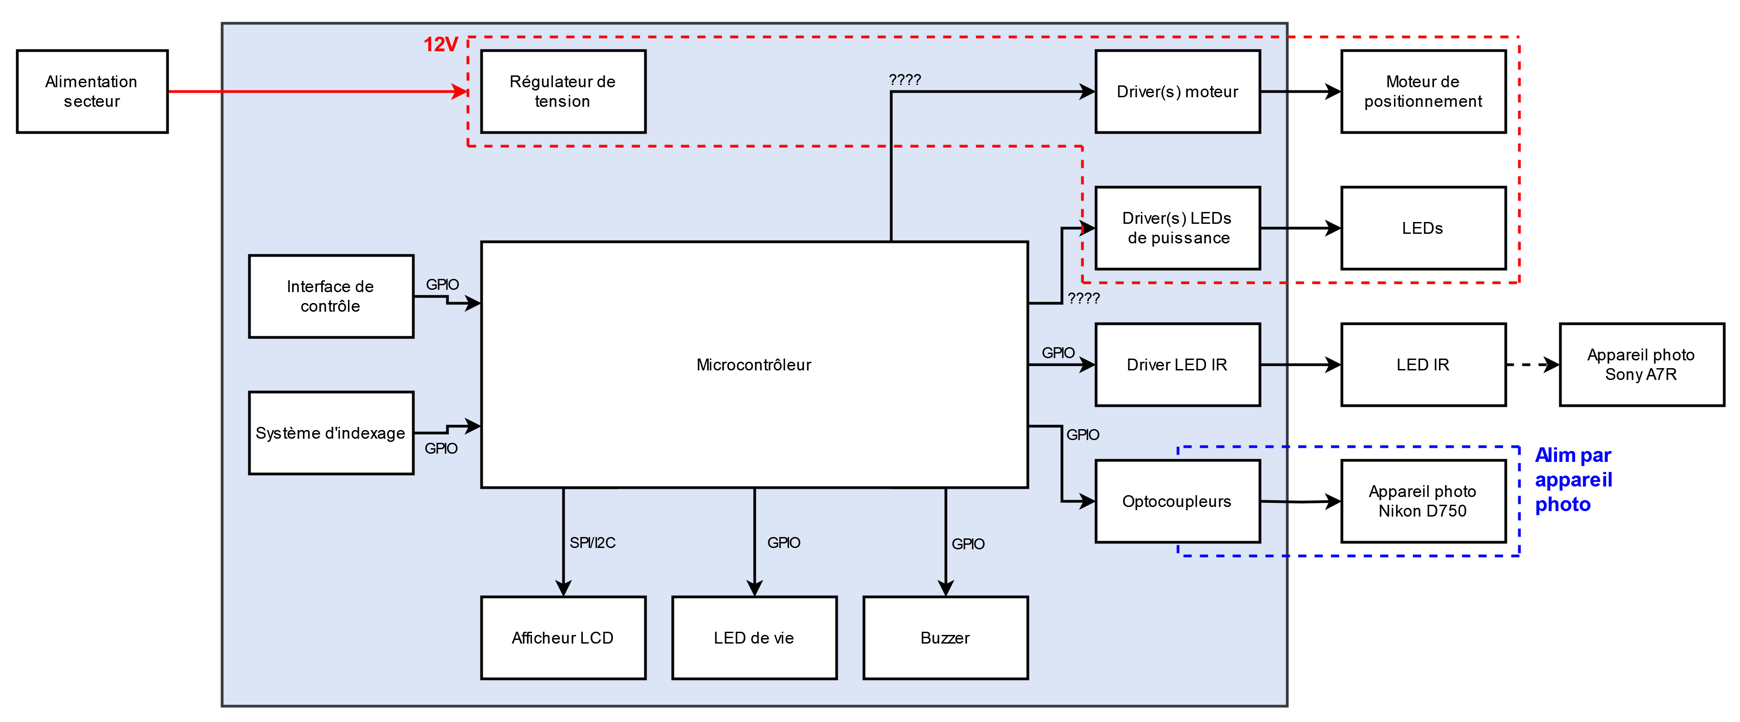 12V
Alimentation
secteur
Régulateur de
tension
????
Driver(s) moteur
Moteur de
positionnement
Driver(s) LEDs
de puissance
LEDs
Interface de
contrôle
GPIO
????
Microcontrôleur
GPIO
Driver LED IR
LED IR
Appareil photo
Sony A7R
Système d'indexage
GPIO
GPIO
Optocoupleurs
Appareil photo
Nikon D750
Alim par
appareil
photo
SPI/I2C
GPIO
GPIO
Afficheur LCD
LED de vie
Buzzer